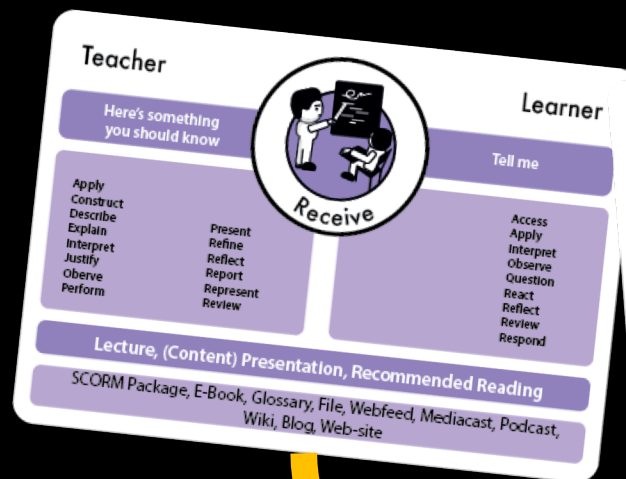 Teacher
Learner
Here's something
you should know
Tell me
Receive
Apply
Construct
Describe
Explain
Interpret
Justify
Oberve
Perform
Present
Refine
Reflect
Report
Represent
Review
Access
Apply
Interpret
Observe
Question
React
Reflect
Review
Respond
Lecture, (Content) Presentation, Recommended Reading
SCORM Package, E-Book, Glossary, File, Webfeed, Mediacast, Podcast,
Wiki, Blog, Web-site